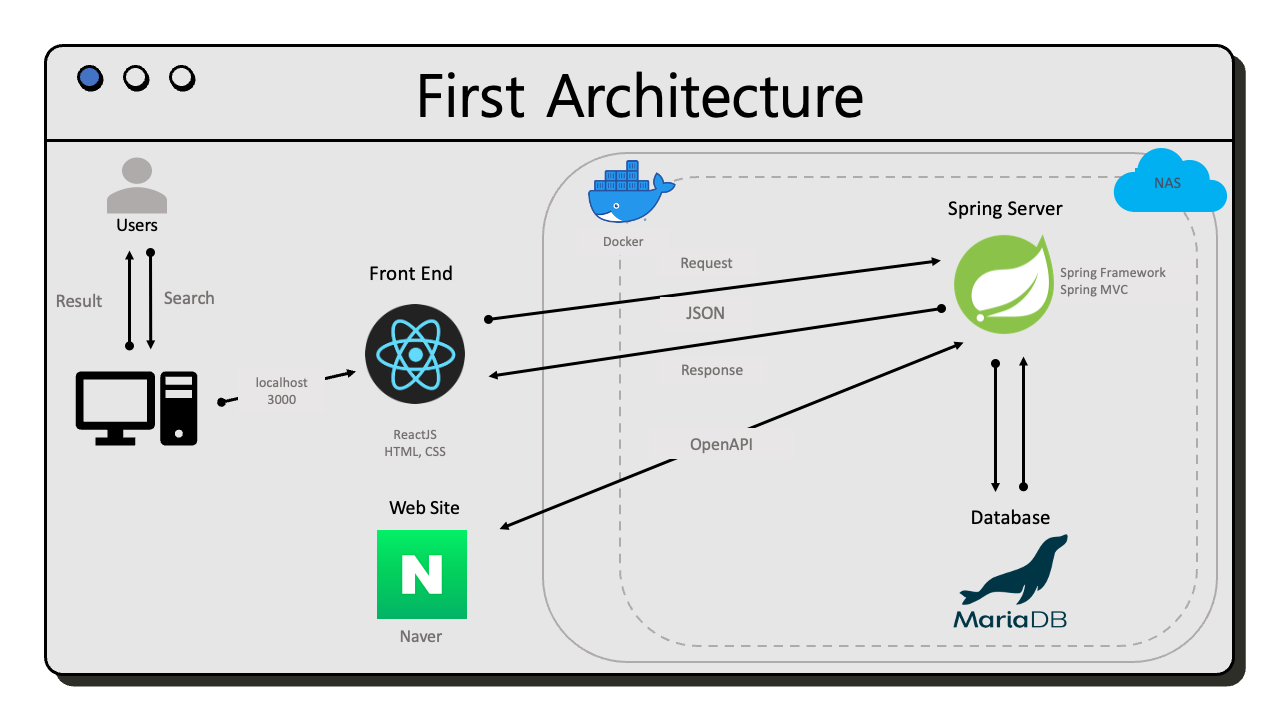 First Architecture
Users
Result
Search
localhost
3000
Front End
ReactJS
HTML, CSS
Web Site
N
Naver
Docker
NAS
Request
JSON
Response
OpenAPI
Spring Server
Spring Framework
Spring MVC
Database
MariaDB